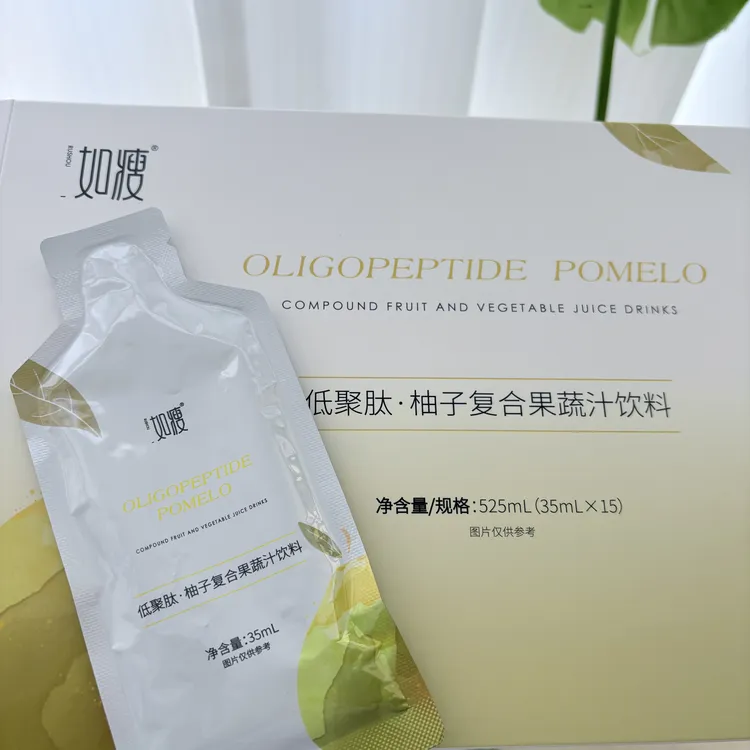 RUSHOU
如瘦®
OLIGOPEPTIDE POMELO
COMPOUND FRUIT AND VEGETABLE JUICE DRINKS
低聚肽·柚子复合果蔬汁饮料
净含量/规格:525mL(35mL×15)
图片仅供参考
如瘦®
OLIGOPEPTIDE
POMELO
COMPOUND FRUIT AND VEGETABLE JUICE DRINKS
低聚肽·柚子复合果蔬汁饮料
净含量:35mL
图片仅供参考